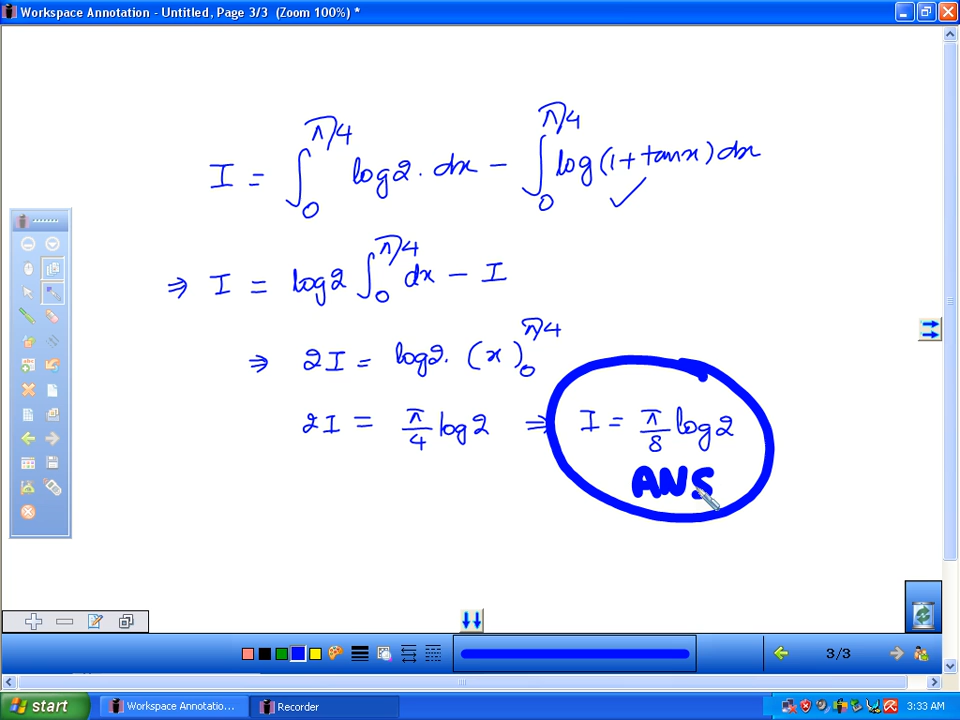 Workspace Annotation - Untitled, Page 3/3 (Zoom 100%) *
I = ∫₀^π/4 log2. dx − ∫₀^π/4 log(1 + tanx) dx
⇒ I = log2 ∫₀^π/4 dx − I
⇒ 2I = log2. (x)₀^π/4
2I = π/4 log2 ⇒ I = π/8 log2
ANS
3/3
start
Workspace Annotatio...
Recorder
3:33 AM